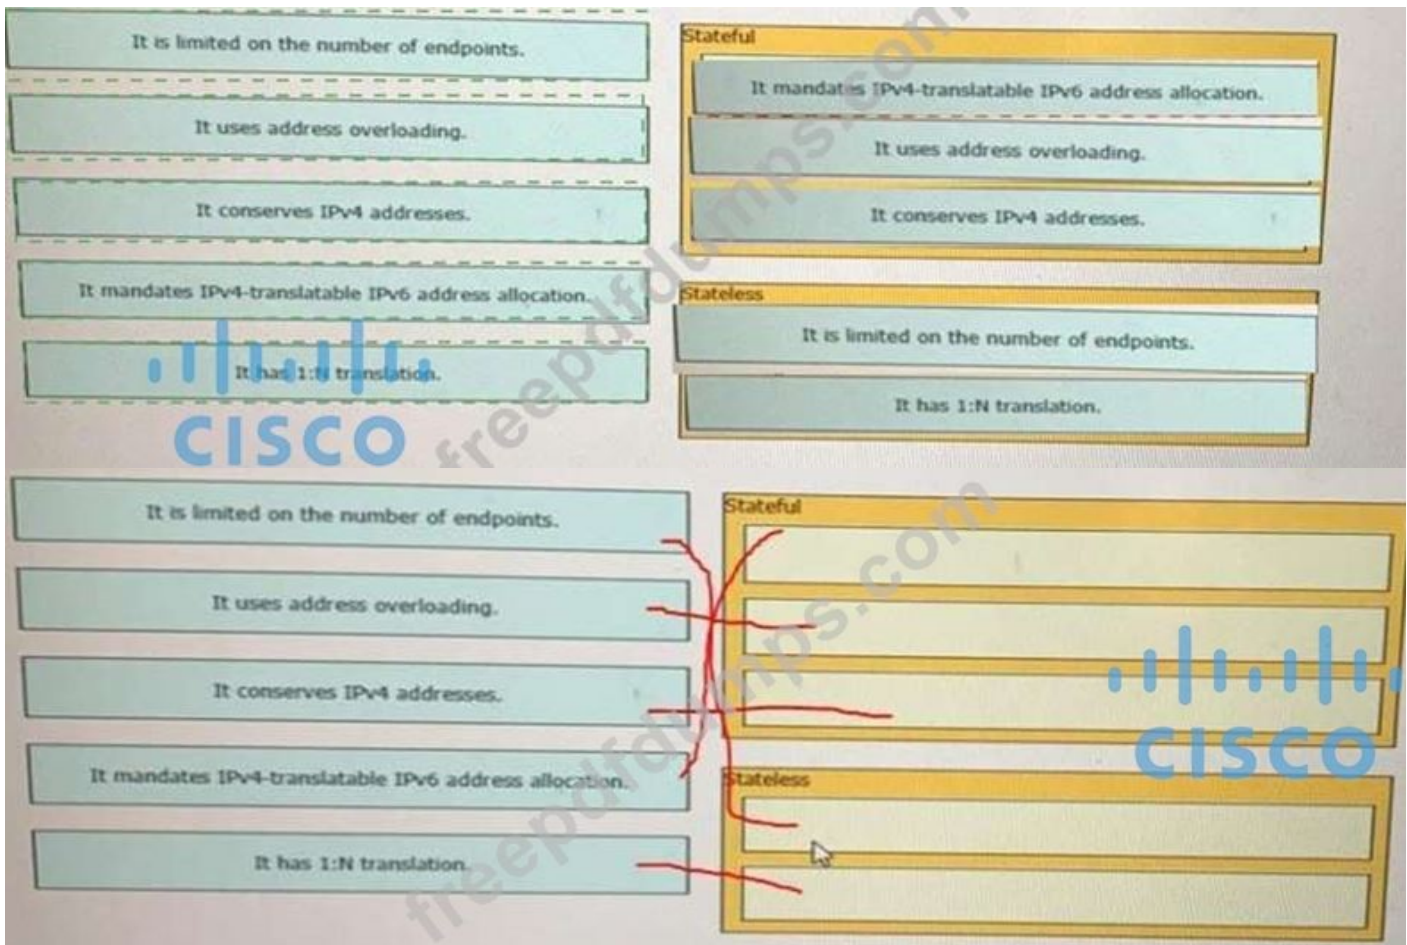 It is limited on the number of endpoints.
It uses address overloading.
It conserves IPv4 addresses.
It mandates IPv4-translatable IPv6 address allocation.
It has 1:N translation.
Stateful
It mandates IPv4-translatable IPv6 address allocation.
It uses address overloading.
It conserves IPv4 addresses.
Stateless
It is limited on the number of endpoints.
It has 1:N translation.
CISCO
freepdfdumps.com
It is limited on the number of endpoints.
It uses address overloading.
It conserves IPv4 addresses.
It mandates IPv4-translatable IPv6 address allocation.
It has 1:N translation.
Stateful
Stateless
CISCO
freepdfdumps.com